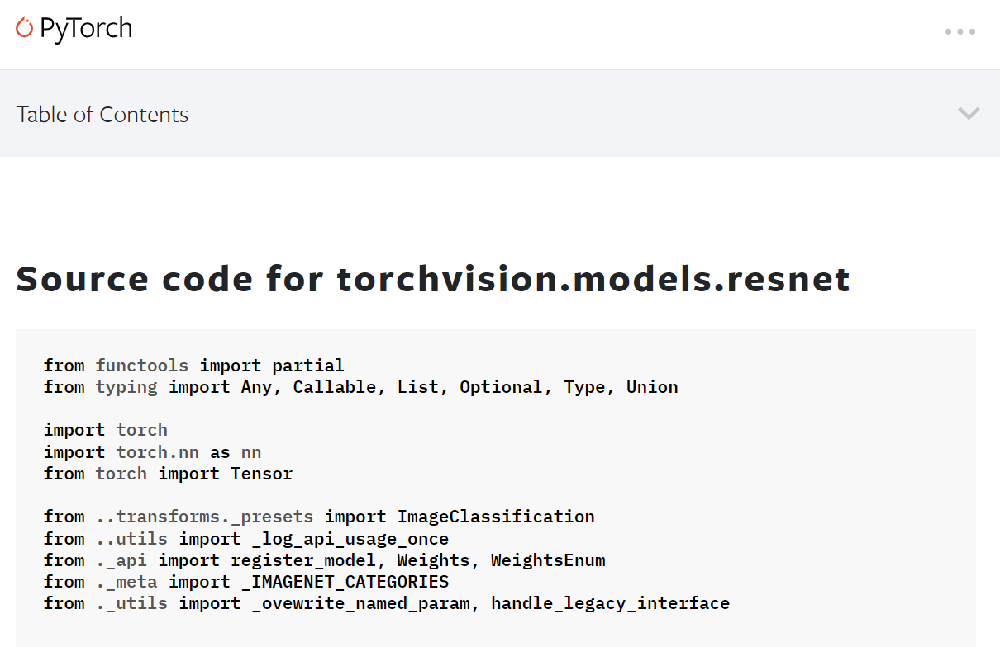 PyTorch
Table of Contents
Source code for torchvision.models.resnet
from functools import partial
from typing import Any, Callable, List, Optional, Type, Union
import torch
import torch.nn as nn
from torch import Tensor
from ..transforms._presets import ImageClassification
from ..utils import _log_api_usage_once
from ._api import register_model, Weights, WeightsEnum
from ._meta import _IMAGENET_CATEGORIES
from ._utils import _ovewrite_named_param, handle_legacy_interface